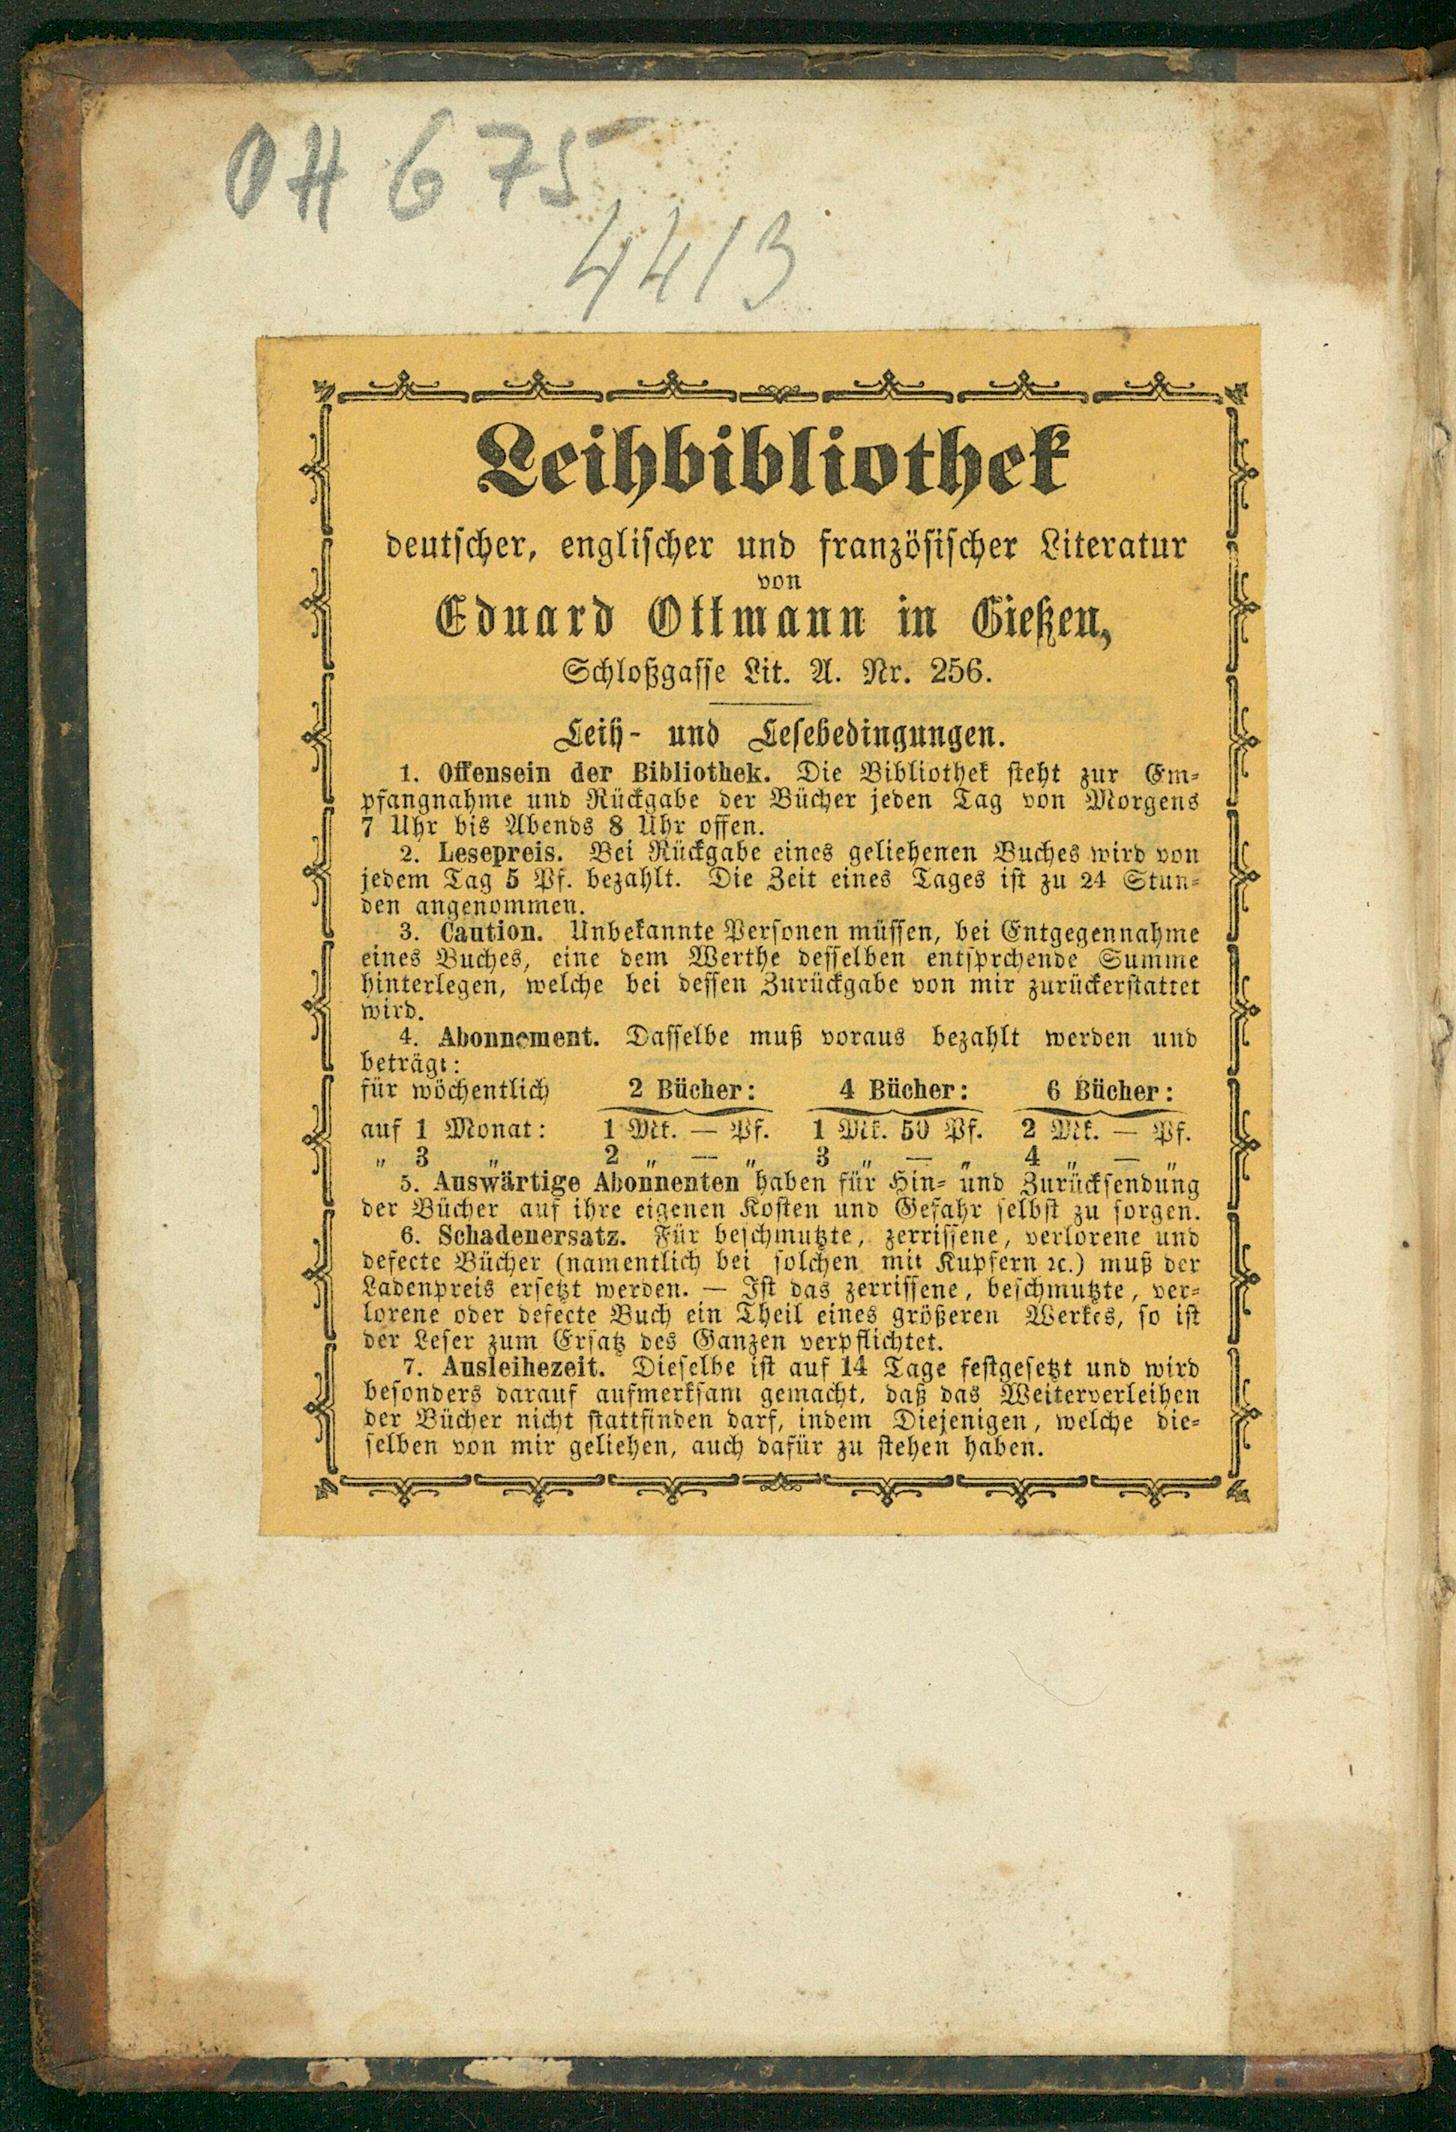 OH 675
4413
Leihbibliothek
deutscher, englischer und französischer Literatur
von
Eduard Ottmann in Gießen,
Schloßgasse Lit. A. Nr. 256.
Leih- und Lesebedingungen.
1. Offensein der Bibliothek. Die Bibliothek steht zur Em-
pfangnahme und Rückgabe der Bücher jeden Tag von Morgens
7 Uhr bis Abends 8 Uhr offen.
2. Lesepreis. Bei Rückgabe eines geliehenen Buches wird von
jedem Tag 5 Pf. bezahlt. Die Zeit eines Tages ist zu 24 Stun-
den angenommen.
3. Caution. Unbekannte Personen müssen, bei Entgegennahme
eines Buches, eine dem Werthe desselben entsprchende Summe
hinterlegen, welche bei dessen Zurückgabe von mir zurückerstattet
wird.
4. Abonnement. Dasselbe muß voraus bezahlt werden und
beträgt:
für wöchentlich 2 Bücher: 4 Bücher: 6 Bücher:
auf 1 Monat: 1 Mk. — Pf. 1 Mk. 50 Pf. 2 Mk. — Pf.
„ 3 „ 2 „ — „ 3 „ — „ 4 „ — „
5. Auswärtige Abonnenten haben für Hin- und Zurücksendung
der Bücher auf ihre eigenen Kosten und Gefahr selbst zu sorgen.
6. Schadenersatz. Für beschmutzte, zerrissene, verlorene und
defecte Bücher (namentlich bei solchen mit Kupfern ꝛc.) muß der
Ladenpreis ersetzt werden. — Ist das zerrissene, beschmutzte, ver-
lorene oder defecte Buch ein Theil eines größeren Werkes, so ist
der Leser zum Ersatz des Ganzen verpflichtet.
7. Ausleihezeit. Dieselbe ist auf 14 Tage festgesetzt und wird
besonders darauf aufmerksam gemacht, daß das Weiterverleihen
der Bücher nicht stattfinden darf, indem Diejenigen, welche die-
selben von mir geliehen, auch dafür zu stehen haben.